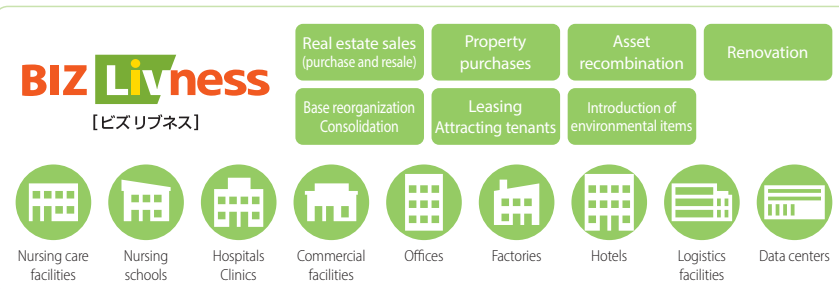 BIZ Livness
[ビズ リブネス]
Real estate sales
(purchase and resale)
Property
purchases
Asset
recombination
Renovation
Base reorganization
Consolidation
Leasing
Attracting tenants
Introduction of
environmental items
Nursing care
facilities
Nursing
schools
Hospitals
Clinics
Commercial
facilities
Offices
Factories
Hotels
Logistics
facilities
Data centers